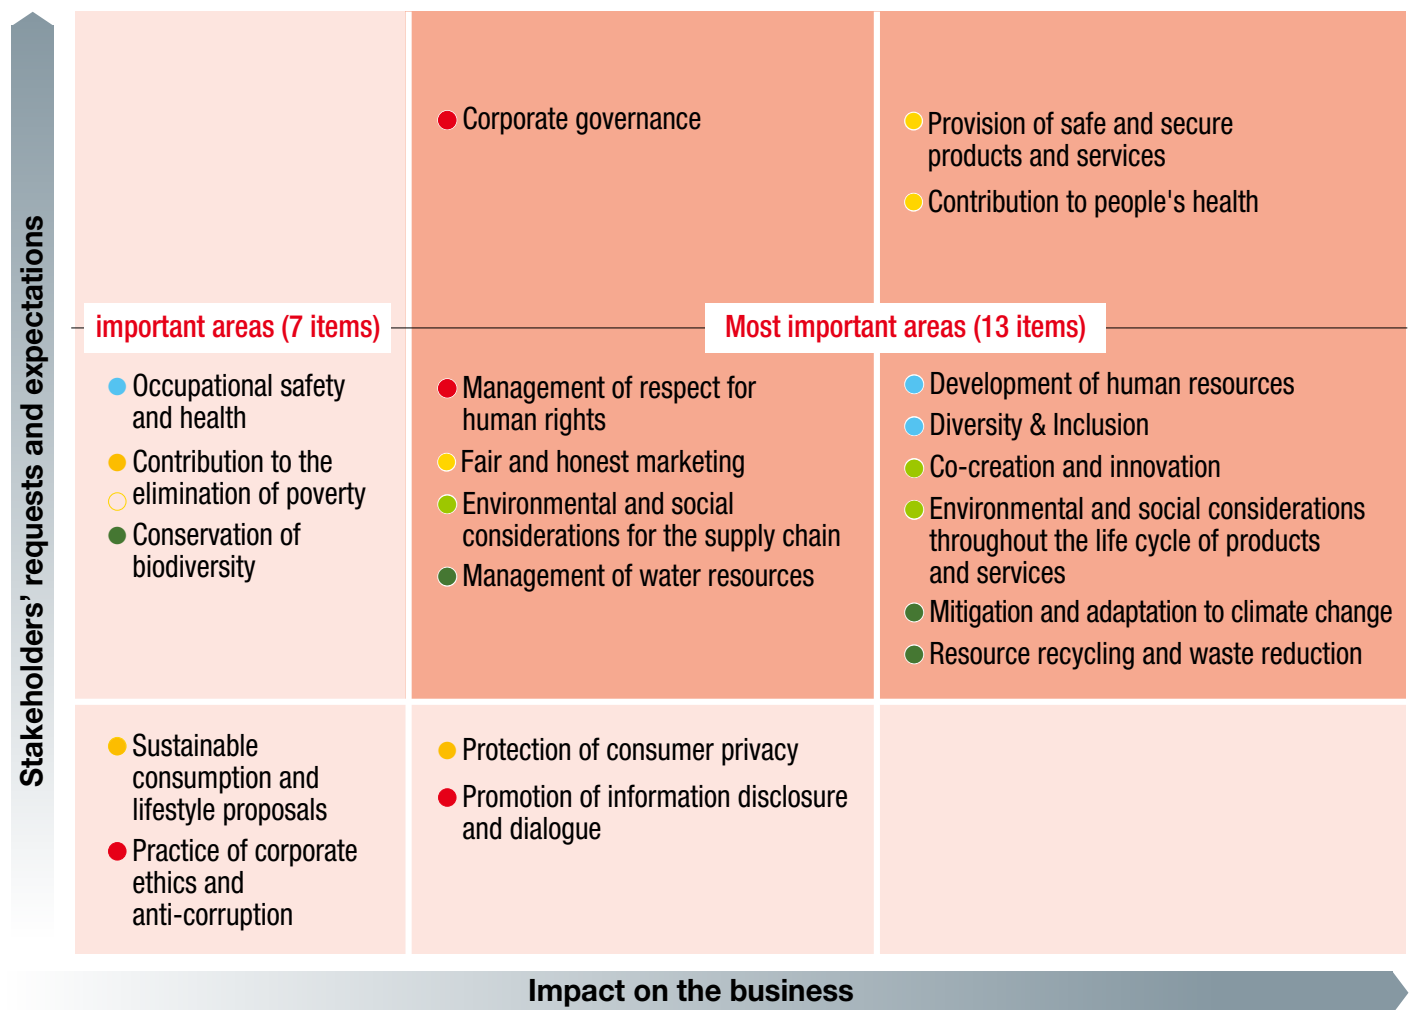 Stakeholders’ requests and expectations
Corporate governance
Provision of safe and secure
products and services
Contribution to people's health
important areas (7 items)
Most important areas (13 items)
Occupational safety
and health
Contribution to the
elimination of poverty
Conservation of
biodiversity
Management of respect for
human rights
Fair and honest marketing
Environmental and social
considerations for the supply chain
Management of water resources
Development of human resources
Diversity & Inclusion
Co-creation and innovation
Environmental and social considerations
throughout the life cycle of products
and services
Mitigation and adaptation to climate change
Resource recycling and waste reduction
Sustainable
consumption and
lifestyle proposals
Practice of corporate
ethics and
anti-corruption
Protection of consumer privacy
Promotion of information disclosure
and dialogue
Impact on the business